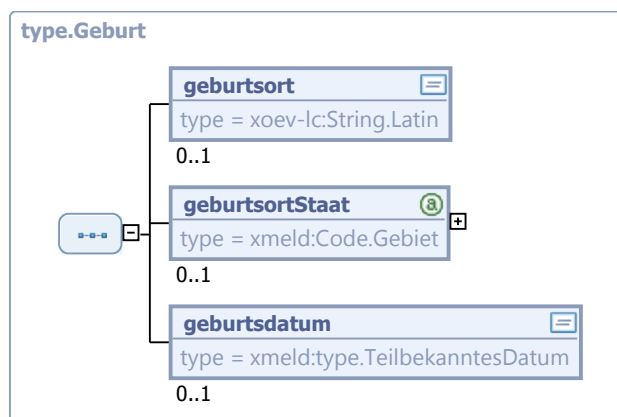 type.Geburt
geburtsort
type = xoev-lc:String.Latin
0..1
geburtsortStaat
type = xmeld:Code.Gebiet
0..1
geburtsdatum
type = xmeld:type.TeilbekanntesDatum
0..1